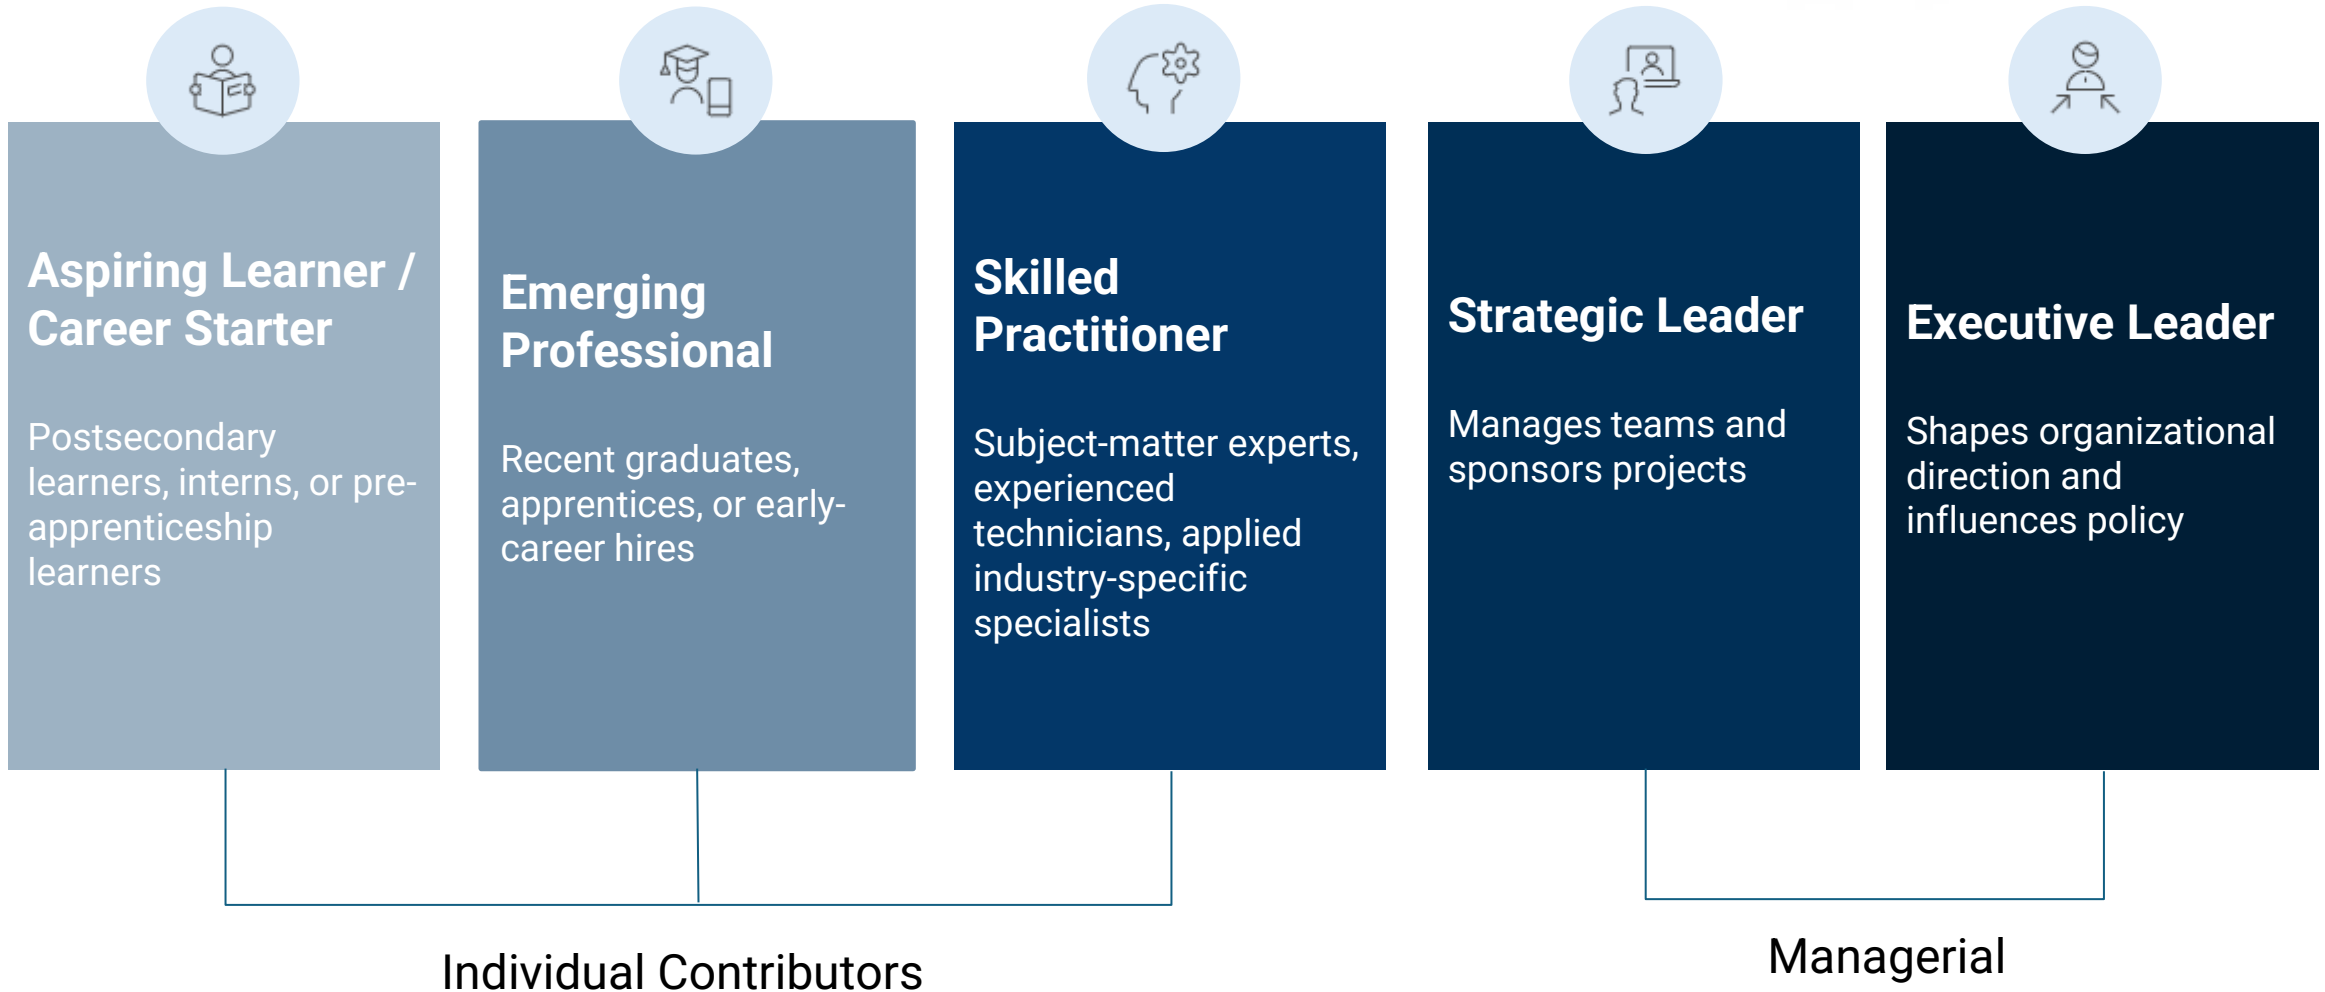 Aspiring Learner /
Career Starter
Postsecondary
learners, interns, or pre-
apprenticeship
learners
Emerging
Professional
Recent graduates,
apprentices, or early-
career hires
Skilled
Practitioner
Subject-matter experts,
experienced
technicians, applied
industry-specific
specialists
Strategic Leader
Manages teams and
sponsors projects
Executive Leader
Shapes organizational
direction and
influences policy
Individual Contributors
Managerial